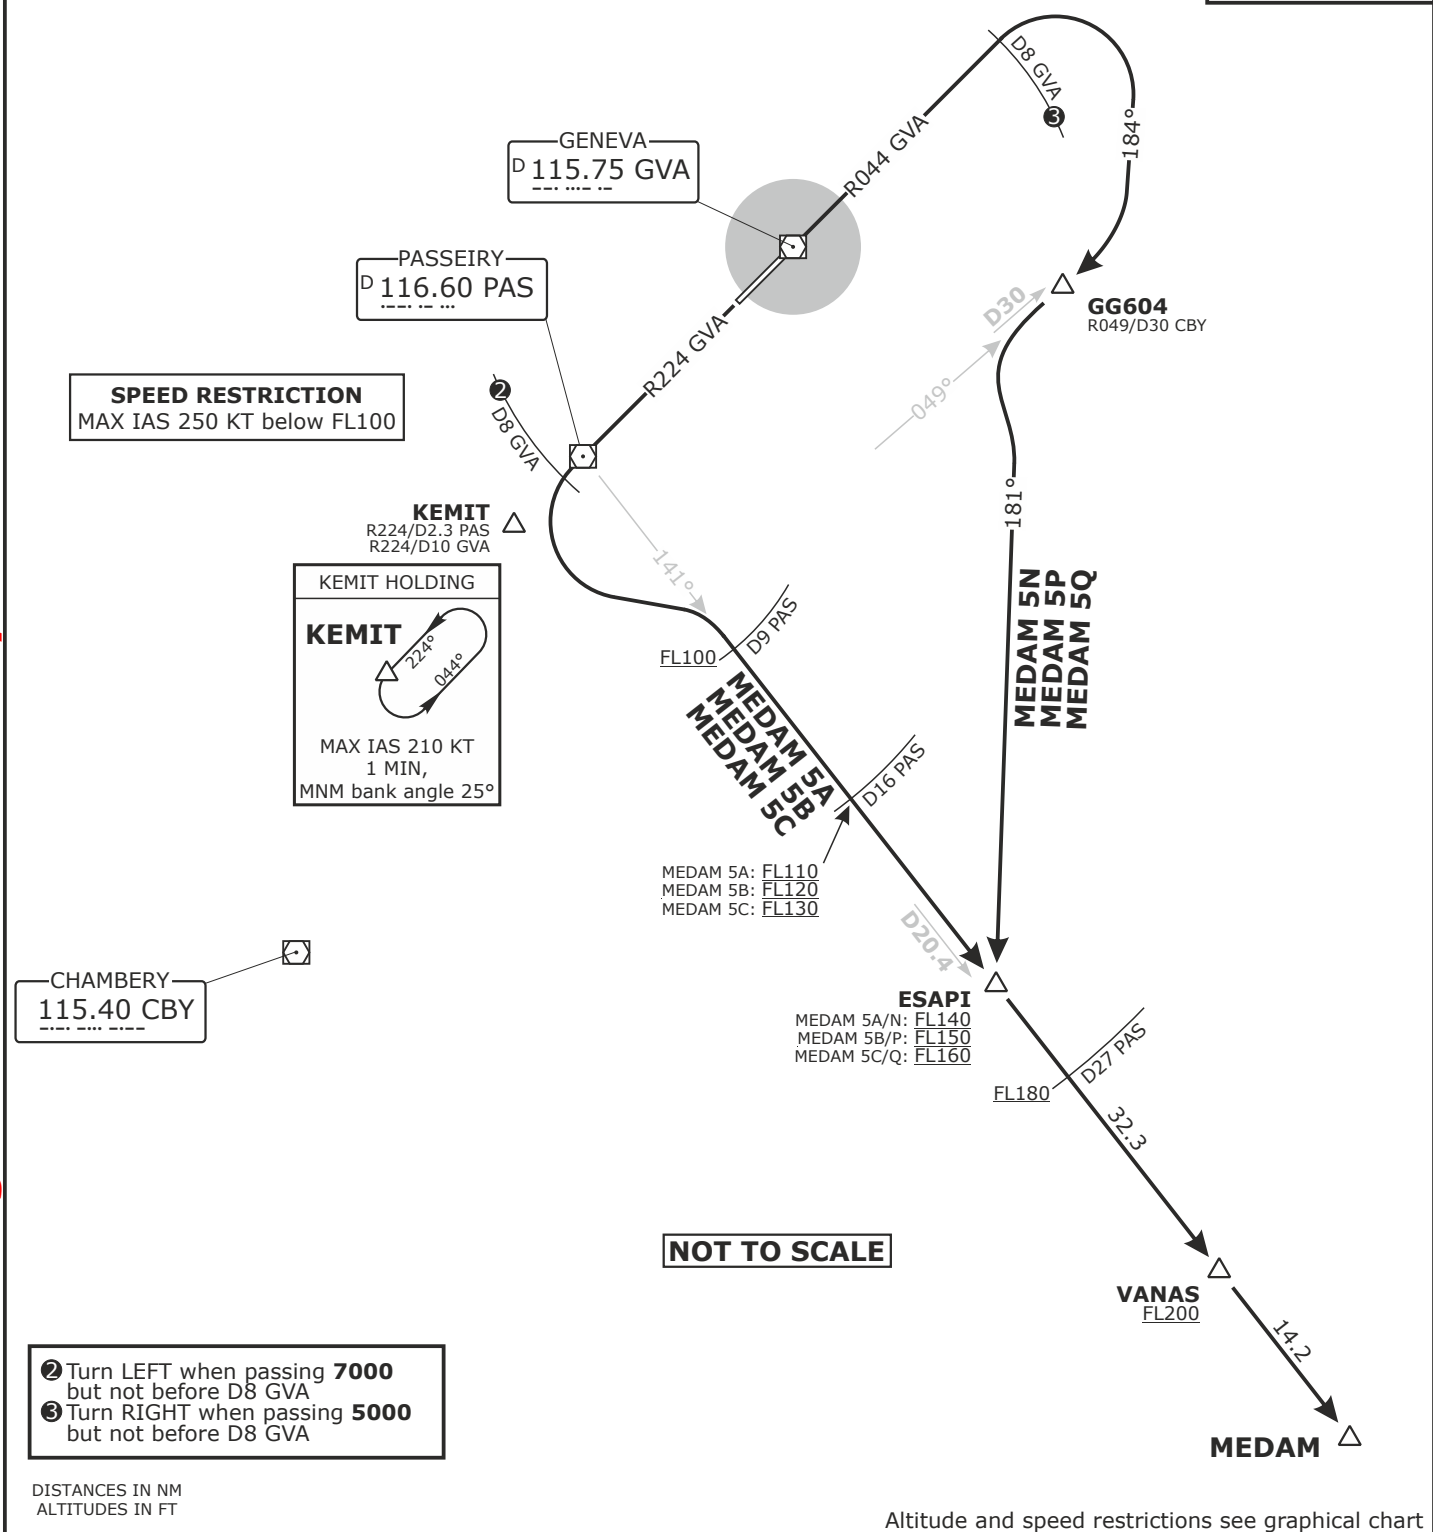 D8 GVA
3
184°
GENEVA
D 115.75 GVA
R044 GVA
PASSEIRY
D 116.60 PAS
R224 GVA
D30
GG604
R049/D30 CBY
049°
SPEED RESTRICTION
MAX IAS 250 KT below FL100
2
D8 GVA
KEMIT
R224/D2.3 PAS
R224/D10 GVA
141°
181°
KEMIT HOLDING
KEMIT
224°
044°
MAX IAS 210 KT
1 MIN,
MNM bank angle 25°
FL100
D9 PAS
MEDAM 5N
MEDAM 5P
MEDAM 5Q
MEDAM 5A
MEDAM 5B
MEDAM 5C
D16 PAS
MEDAM 5A: FL110
MEDAM 5B: FL120
MEDAM 5C: FL130
D20.4
CHAMBERY
115.40 CBY
ESAPI
MEDAM 5A/N: FL140
MEDAM 5B/P: FL150
MEDAM 5C/Q: FL160
D27 PAS
FL180
32.3
NOT TO SCALE
VANAS
FL200
14.2
MEDAM
2 Turn LEFT when passing 7000
but not before D8 GVA
3 Turn RIGHT when passing 5000
but not before D8 GVA
DISTANCES IN NM
ALTITUDES IN FT
Altitude and speed restrictions see graphical chart